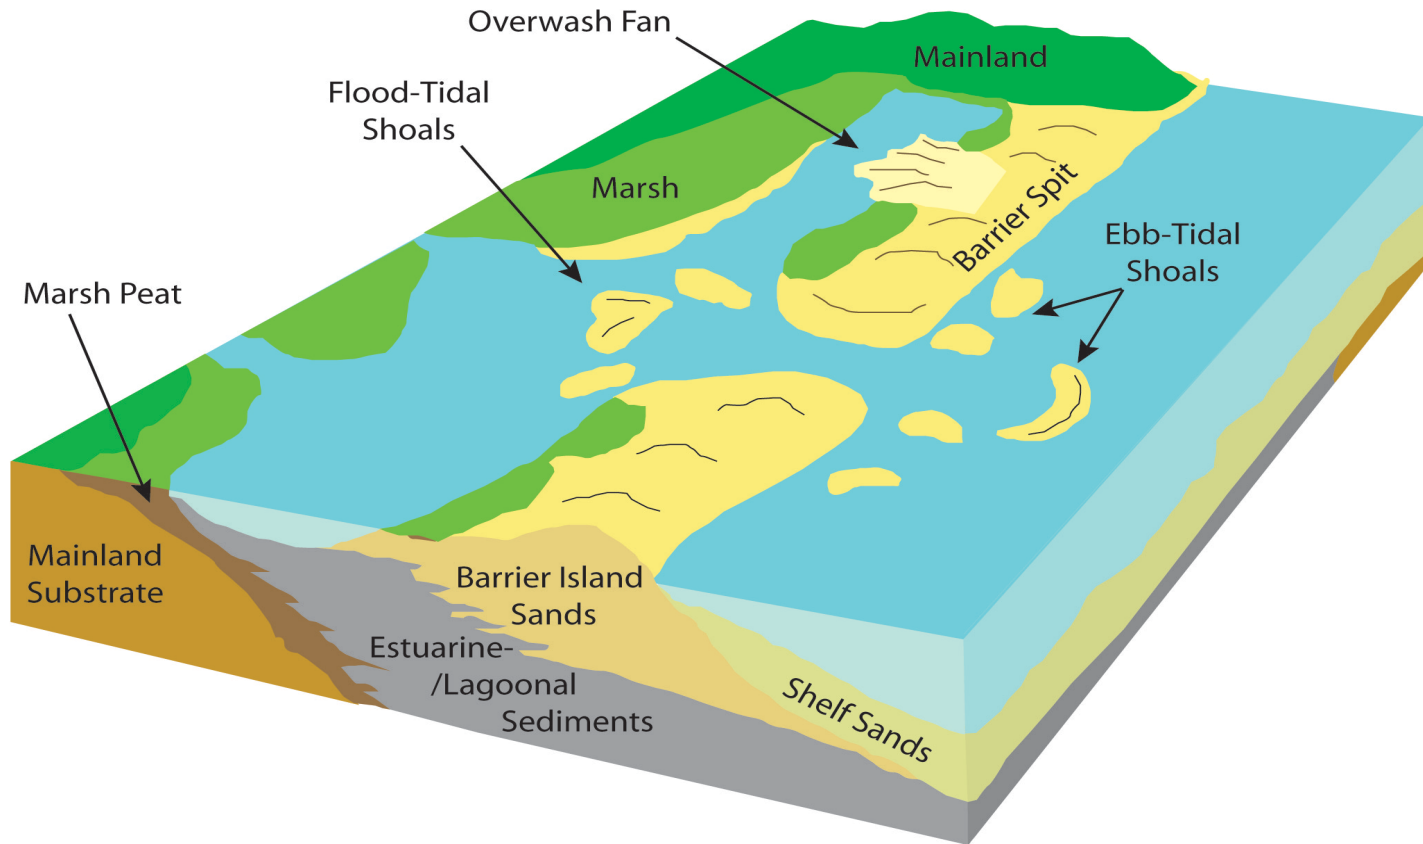 Overwash Fan
Mainland
Flood-Tidal
Shoals
Marsh
Barrier Spit
Ebb-Tidal
Shoals
Marsh Peat
Mainland
Substrate
Barrier Island
Sands
Estuarine-
/Lagoonal
Sediments
Shelf Sands